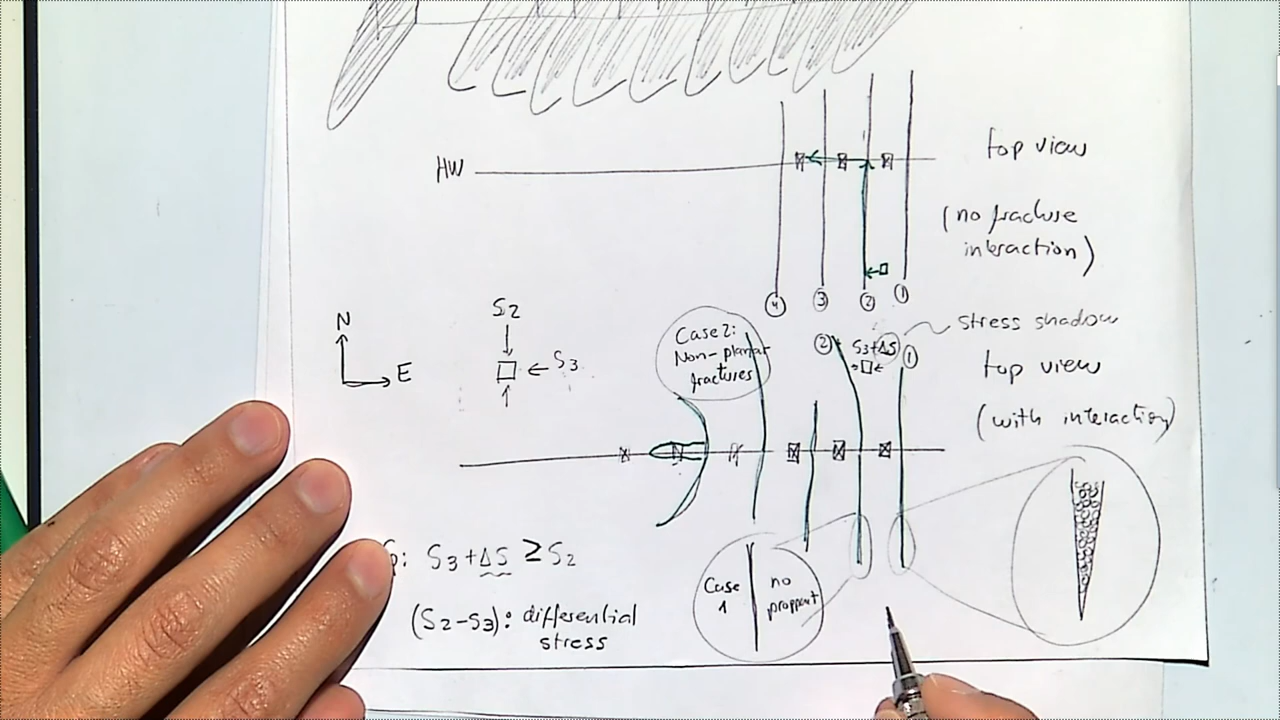 HW
top view
(no fracture
interaction)
4
3
2
1
S2
S3
N
E
Case 2:
Non-planar
fractures
2
S3+ΔS
1
stress shadow
top view
(with interaction)
: S3+ΔS ≥ S2
(S2-S3): differential
stress
Case
1
no
proppant